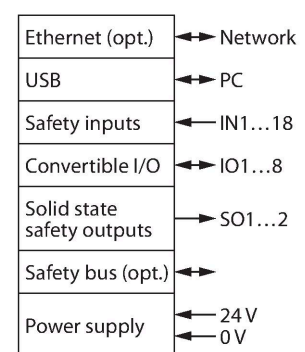 Ethernet (opt.) Network
USB PC
Safety inputs IN1…18
Convertible I/O IO1…8
Solid state
safety outputs SO1…2
Safety bus (opt.)
Power supply 24 V
0 V